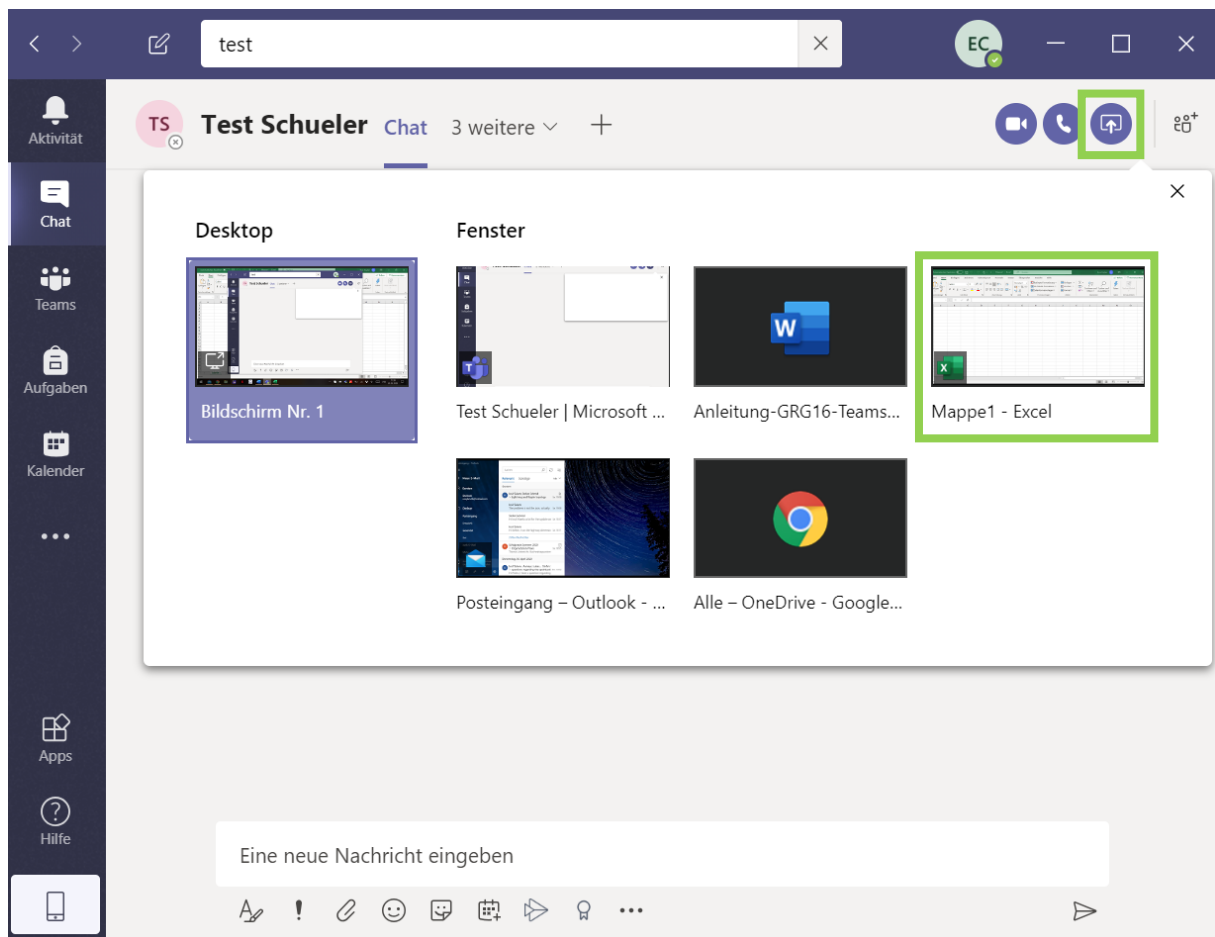 test
EC
Aktivität
Chat
Teams
Aufgaben
Kalender
Apps
Hilfe
TS
Test Schueler Chat 3 weitere
Desktop
Fenster
Bildschirm Nr. 1
Test Schueler | Microsoft ...
Anleitung-GRG16-Teams...
Mappe1 - Excel
Posteingang – Outlook - ...
Alle – OneDrive - Google...
Eine neue Nachricht eingeben